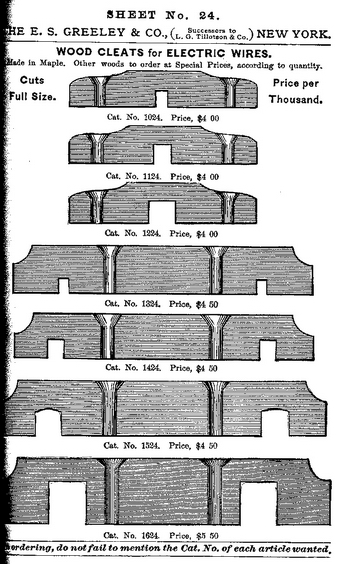 SHEET No. 24.
HE E. S. GREELEY & CO., (Successors to L. G. Tillotson & Co.) NEW YORK.
WOOD CLEATS for ELECTRIC WIRES.
Made in Maple. Other woods to order at Special Prices, according to quantity.
Cuts Full Size.
Price per Thousand.
Cat. No. 1024. Price, $4 00
Cat. No. 1124. Price, $4 00
Cat. No. 1224. Price, $4 00
Cat. No. 1324. Price, $4 50
Cat. No. 1424. Price, $4 50
Cat. No. 1524. Price, $4 50
Cat. No. 1624. Price, $5 50
ordering, do not fail to mention the Cat. No. of each article wanted.